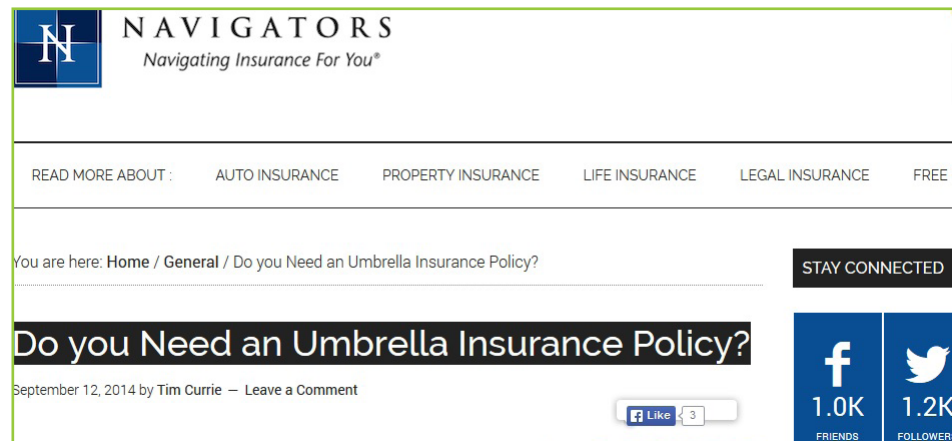 N
NAVIGATORS
Navigating Insurance For You®
READ MORE ABOUT : AUTO INSURANCE PROPERTY INSURANCE LIFE INSURANCE LEGAL INSURANCE FREE
You are here: Home / General / Do you Need an Umbrella Insurance Policy?
STAY CONNECTED
Do you Need an Umbrella Insurance Policy?
September 12, 2014 by Tim Currie — Leave a Comment
Like 3
1.0K 1.2K
FRIENDS FOLLOWER